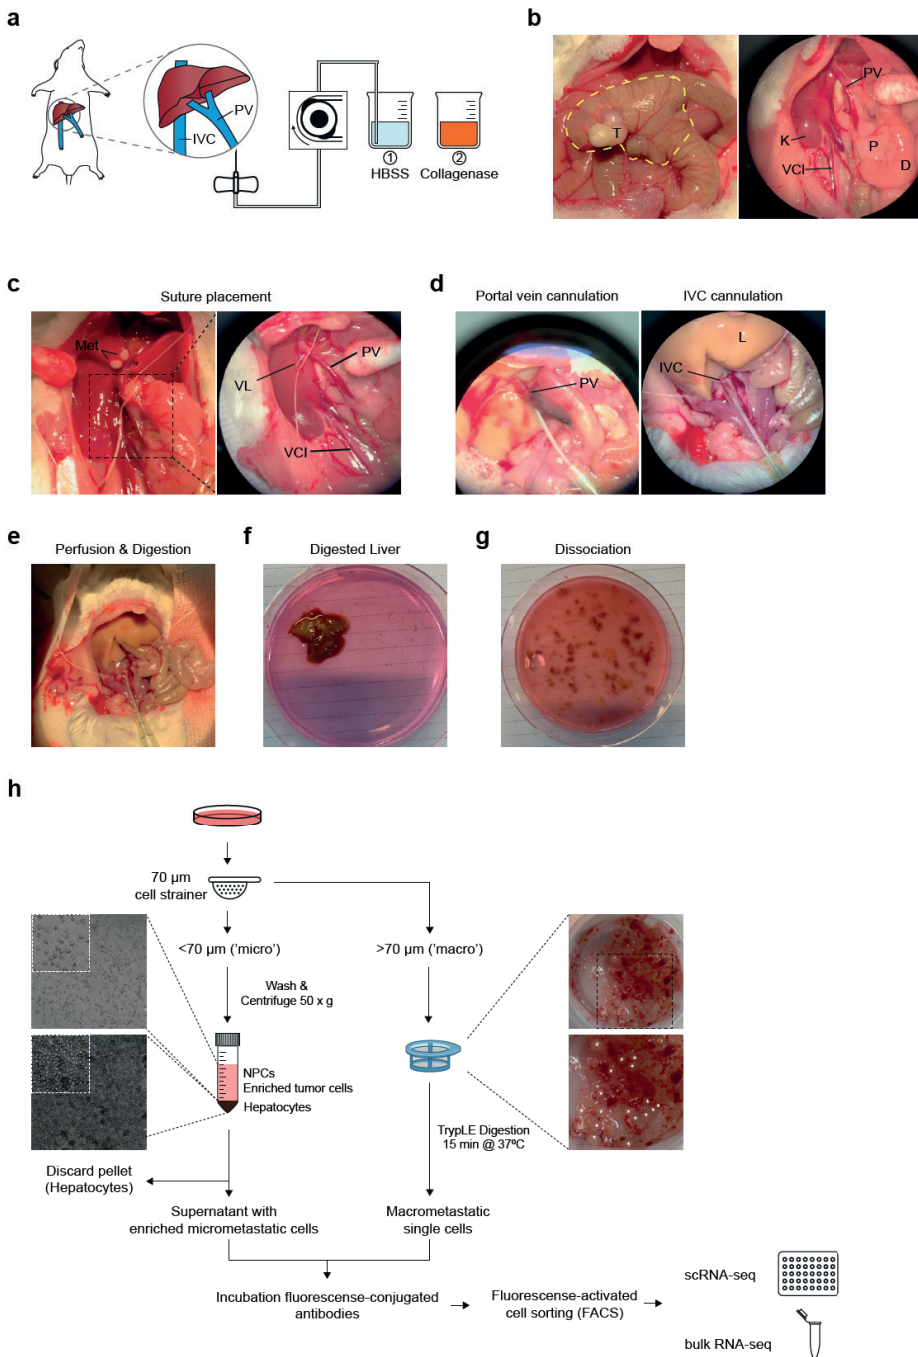 a
IVC
PV
1
HBSS
2
Collagenase
b
T
PV
K
P
VCI
D
c
Suture placement
Met
VL
PV
VCI
d
Portal vein cannulation
IVC cannulation
PV
L
IVC
e
Perfusion & Digestion
f
Digested Liver
g
Dissociation
h
70 µm
cell strainer
<70 µm ('micro')
>70 µm ('macro')
Wash &
Centrifuge 50 x g
NPCs
Enriched tumor cells
Hepatocytes
TrypLE Digestion
15 min @ 37ºC
Discard pellet
(Hepatocytes)
Supernatant with
enriched micrometastatic cells
Macrometastatic
single cells
Incubation fluorescense-conjugated
antibodies
Fluorescense-activated
cell sorting (FACS)
scRNA-seq
bulk RNA-seq